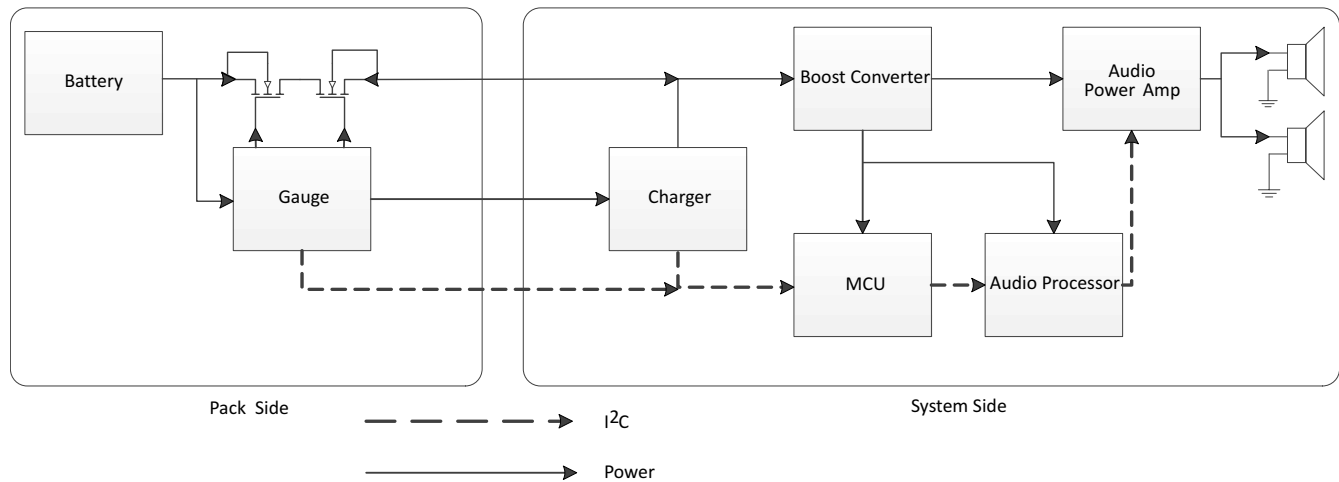 Battery
Gauge
Charger
Boost Converter
Audio
Power Amp
MCU
Audio Processor
Pack Side
System Side
I²C
Power